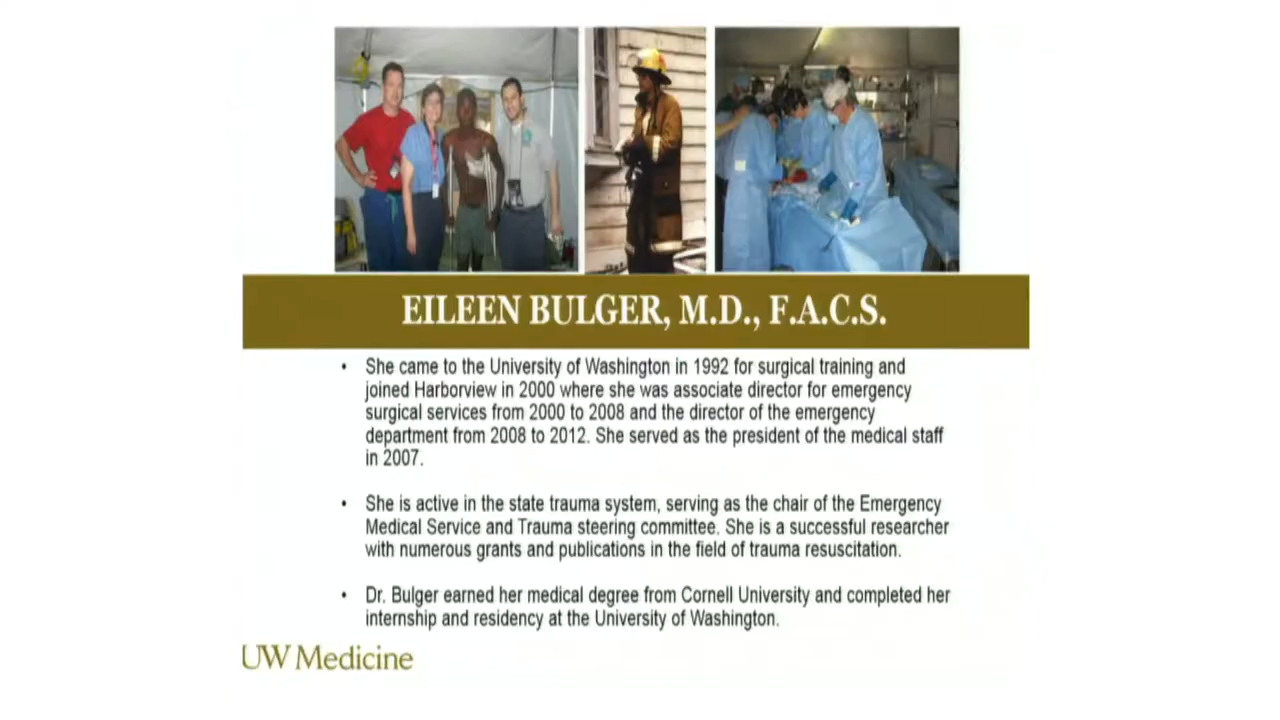 EILEEN BULGER, M.D., F.A.C.S.
• She came to the University of Washington in 1992 for surgical training and
joined Harborview in 2000 where she was associate director for emergency
surgical services from 2000 to 2008 and the director of the emergency
department from 2008 to 2012. She served as the president of the medical staff
in 2007.
• She is active in the state trauma system, serving as the chair of the Emergency
Medical Service and Trauma steering committee. She is a successful researcher
with numerous grants and publications in the field of trauma resuscitation.
• Dr. Bulger earned her medical degree from Cornell University and completed her
internship and residency at the University of Washington.
UW Medicine